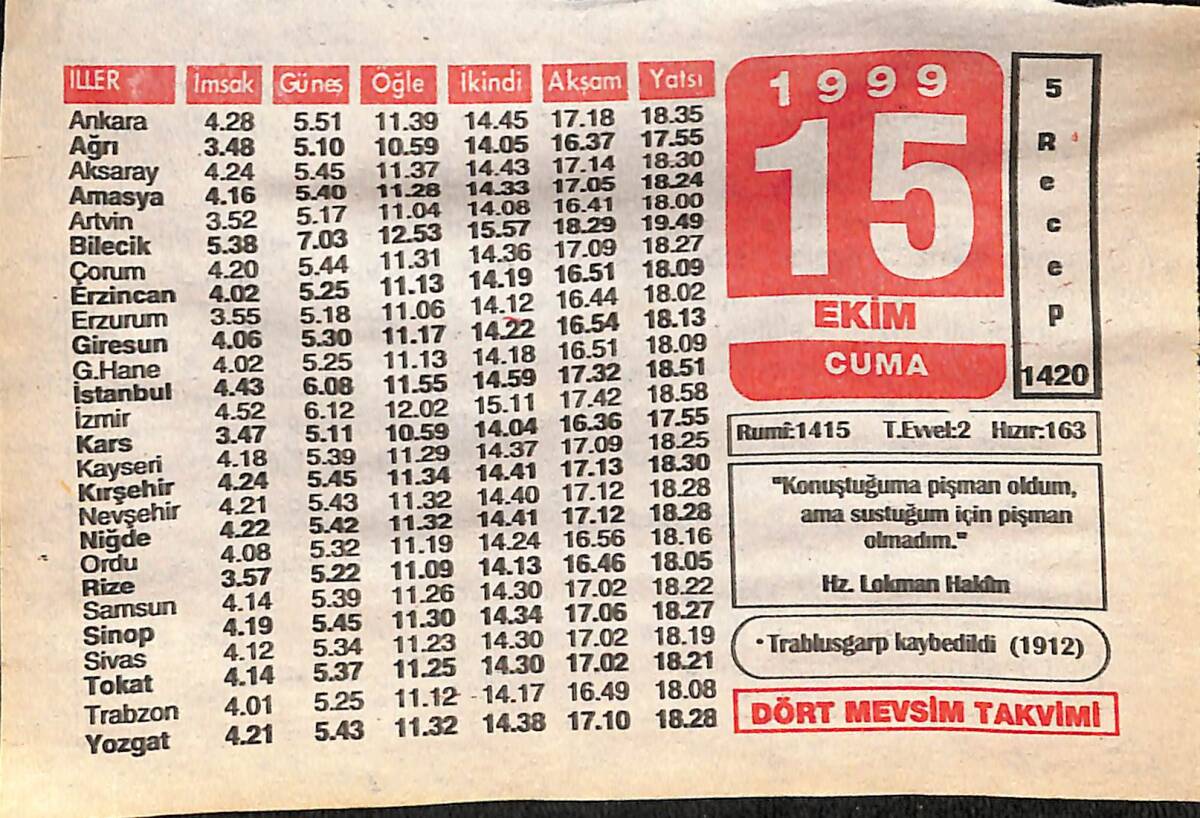 İLLER İmsak Güneş Öğle İkindi Akşam Yatsı
Ankara 4.28 5.51 11.39 14.45 17.18 18.35
Ağrı 3.48 5.10 10.59 14.05 16.37 17.55
Aksaray 4.24 5.45 11.37 14.43 17.14 18.30
Amasya 4.16 5.40 11.28 14.33 17.05 18.24
Artvin 3.52 5.17 11.04 14.08 16.41 18.00
Bilecik 5.38 7.03 12.53 15.57 18.29 19.49
Çorum 4.20 5.44 11.31 14.36 17.09 18.27
Erzincan 4.02 5.25 11.13 14.19 16.51 18.09
Erzurum 3.55 5.18 11.06 14.12 16.44 18.02
Giresun 4.06 5.30 11.17 14.22 16.54 18.13
G.Hane 4.02 5.25 11.13 14.18 16.51 18.09
İstanbul 4.43 6.08 11.55 14.59 17.32 18.51
İzmir 4.52 6.12 12.02 15.11 17.42 18.58
Kars 3.47 5.11 10.59 14.04 16.36 17.55
Kayseri 4.18 5.39 11.29 14.37 17.09 18.25
Kırşehir 4.24 5.45 11.34 14.41 17.13 18.30
Nevşehir 4.21 5.43 11.32 14.40 17.12 18.28
Niğde 4.22 5.42 11.32 14.41 17.12 18.28
Ordu 4.08 5.32 11.19 14.24 16.56 18.16
Rize 3.57 5.22 11.09 14.13 16.46 18.05
Samsun 4.14 5.39 11.26 14.30 17.02 18.22
Sinop 4.19 5.45 11.30 14.34 17.06 18.27
Sivas 4.12 5.34 11.23 14.30 17.02 18.19
Tokat 4.14 5.37 11.25 14.30 17.02 18.21
Trabzon 4.01 5.25 11.12 14.17 16.49 18.08
Yozgat 4.21 5.43 11.32 14.38 17.10 18.28
1999
15
EKİM
CUMA
5
R
e
c
e
p
1420
Rumî:1415 T.Evvel:2 Hızır:163
"Konuştuğuma pişman oldum,
ama sustuğum için pişman
olmadım."
Hz. Lokman Hakîm
• Trablusgarp kaybedildi (1912)
DÖRT MEVSİM TAKVİMİ